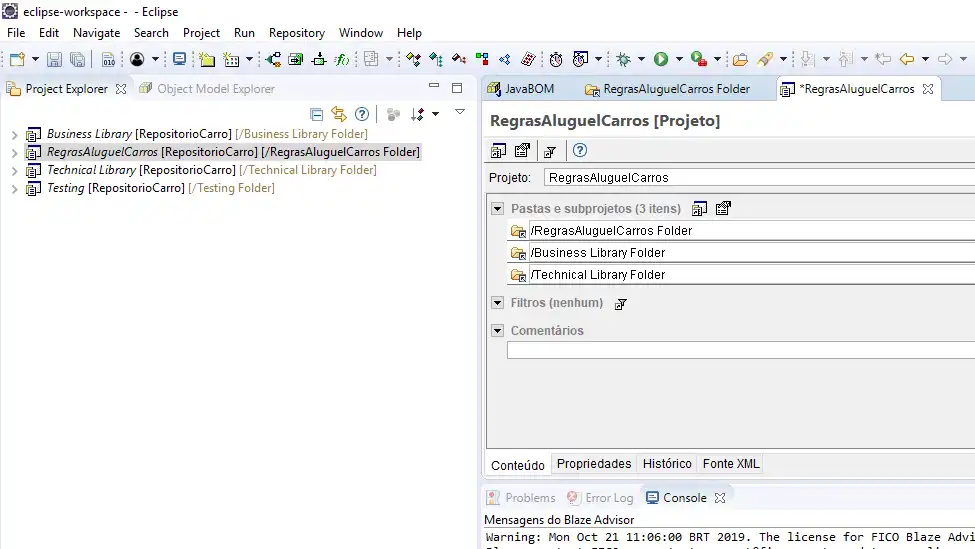 eclipse-workspace - - Eclipse
File Edit Navigate Search Project Run Repository Window Help
Project Explorer Object Model Explorer
JavaBOM RegrasAluguelCarros Folder *RegrasAluguelCarros
Business Library [RepositorioCarro] [/Business Library Folder]
RegrasAluguelCarros [RepositorioCarro] [/RegrasAluguelCarros Folder]
Technical Library [RepositorioCarro] [/Technical Library Folder]
Testing [RepositorioCarro] [/Testing Folder]
RegrasAluguelCarros [Projeto]
Projeto: RegrasAluguelCarros
Pastas e subprojetos (3 itens)
/RegrasAluguelCarros Folder
/Business Library Folder
/Technical Library Folder
Filtros (nenhum)
Comentários
Conteúdo Propriedades Histórico Fonte XML
Problems Error Log Console
Mensagens do Blaze Advisor
Warning: Mon Oct 21 11:06:00 BRT 2019. The license for FICO Blaze Advi